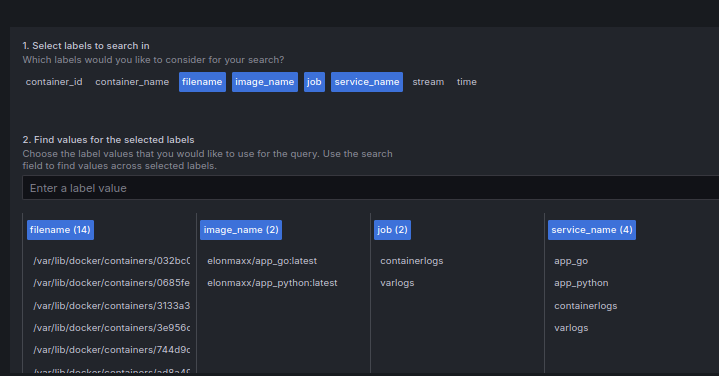 1. Select labels to search in
Which labels would you like to consider for your search?
container_id container_name filename image_name job service_name stream time
2. Find values for the selected labels
Choose the label values that you would like to use for the query. Use the search
field to find values across selected labels.
Enter a label value
filename (14) image_name (2) job (2) service_name (4)
/var/lib/docker/containers/032bc0 elonmaxx/app_go:latest containerlogs app_go
/var/lib/docker/containers/0685fe elonmaxx/app_python:latest varlogs app_python
/var/lib/docker/containers/3133a3 containerlogs
/var/lib/docker/containers/3e956c varlogs
/var/lib/docker/containers/744d9c